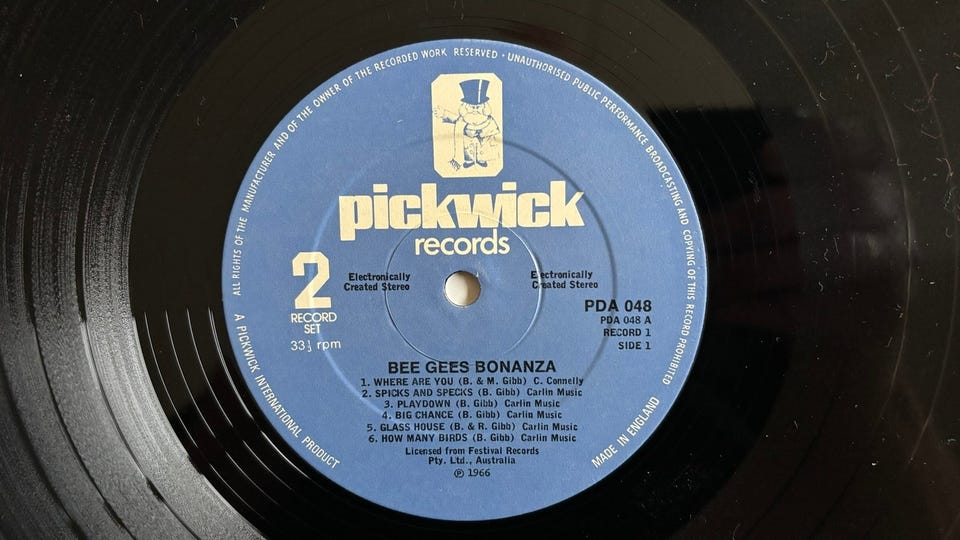 ALL RIGHTS OF THE MANUFACTURER AND OF THE OWNER OF THE RECORDED WORK RESERVED · UNAUTHORISED PUBLIC PERFORMANCE BROADCASTING AND COPYING OF THIS RECORD PROHIBITED
pickwick
records
2
RECORD
SET
33⅓ rpm
Electronically
Created Stereo
Electronically
Created Stereo
PDA 048
PDA 048 A
RECORD 1
SIDE 1
BEE GEES BONANZA
1. WHERE ARE YOU (B. & M. Gibb) C. Connelly
2. SPICKS AND SPECKS (B. Gibb) Carlin Music
3. PLAYDOWN (B. Gibb) Carlin Music
4. BIG CHANCE (B. Gibb) Carlin Music
5. GLASS HOUSE (B. & R. Gibb) Carlin Music
6. HOW MANY BIRDS (B. Gibb) Carlin Music
Licensed from Festival Records
Pty. Ltd., Australia
℗ 1966
A PICKWICK INTERNATIONAL PRODUCT
MADE IN ENGLAND